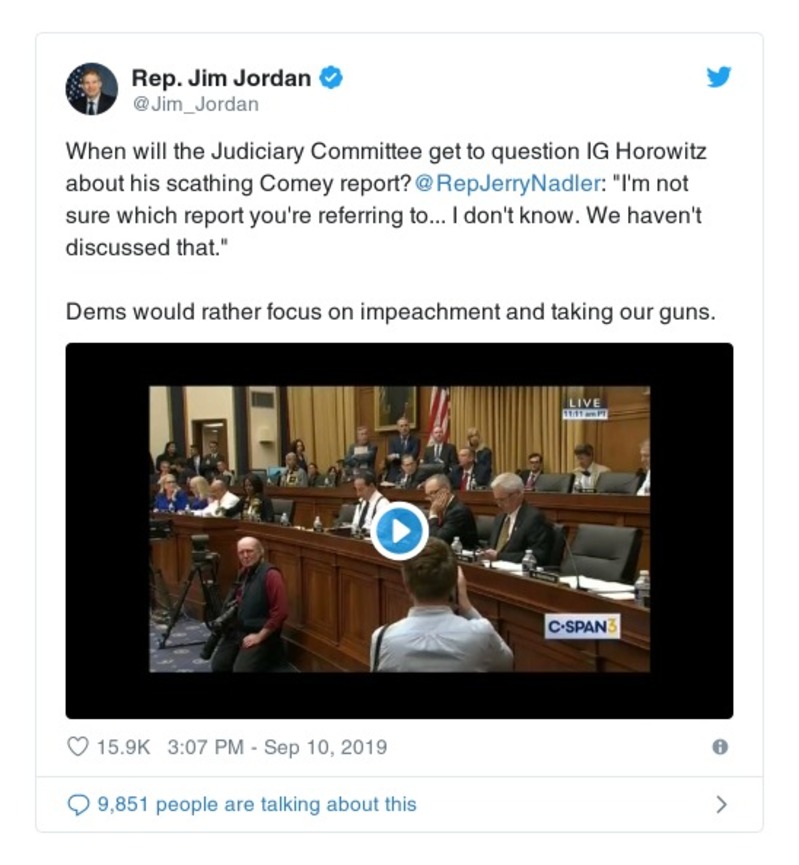 Rep. Jim Jordan
@Jim_Jordan
When will the Judiciary Committee get to question IG Horowitz
about his scathing Comey report? @RepJerryNadler: "I'm not
sure which report you're referring to... I don't know. We haven't
discussed that."
Dems would rather focus on impeachment and taking our guns.
LIVE
11:11 am PT
C-SPAN3
15.9K 3:07 PM - Sep 10, 2019
9,851 people are talking about this